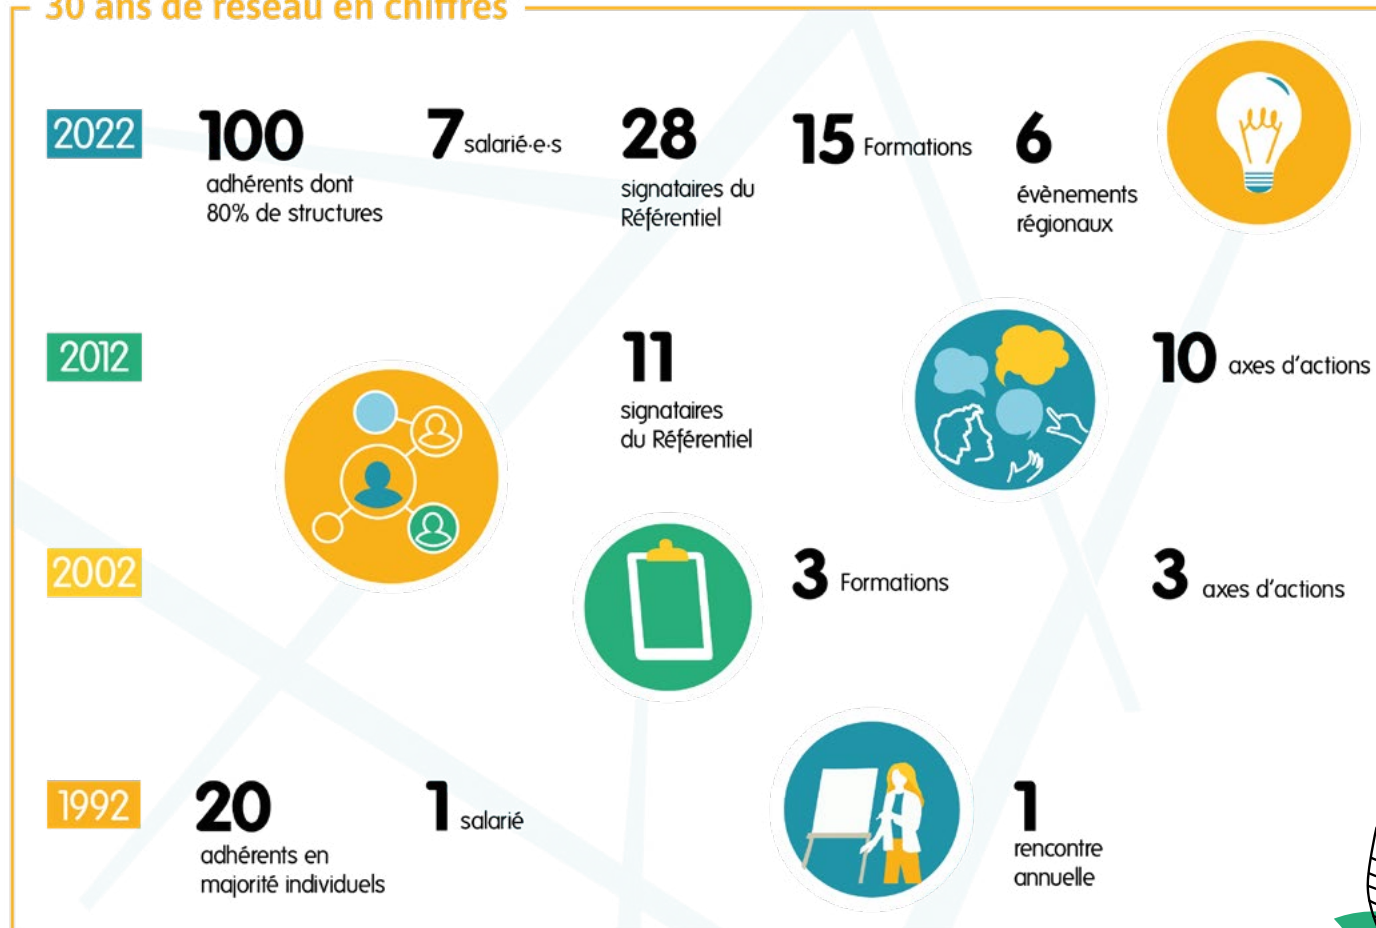 30 ans de réseau en chiffres
2022
100
adhérents dont
80% de structures
7 salarié·e·s
28
signataires du
Référentiel
15 Formations
6
évènements
régionaux
2012
11
signataires
du Référentiel
10 axes d'actions
2002
3 Formations
3 axes d'actions
1992
20
adhérents en
majorité individuels
1 salarié
1
rencontre
annuelle